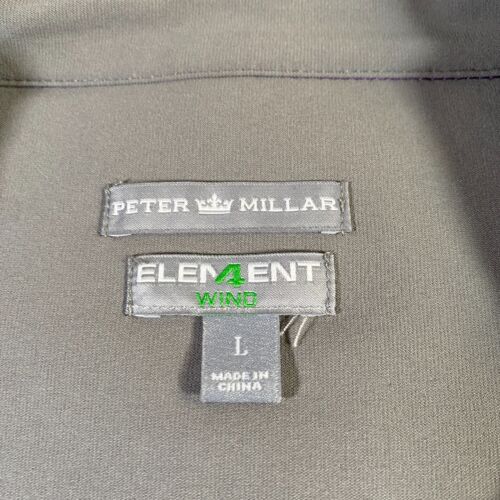 PETER MILLAR
ELEM4ENT
WIND
L
MADE IN
CHINA